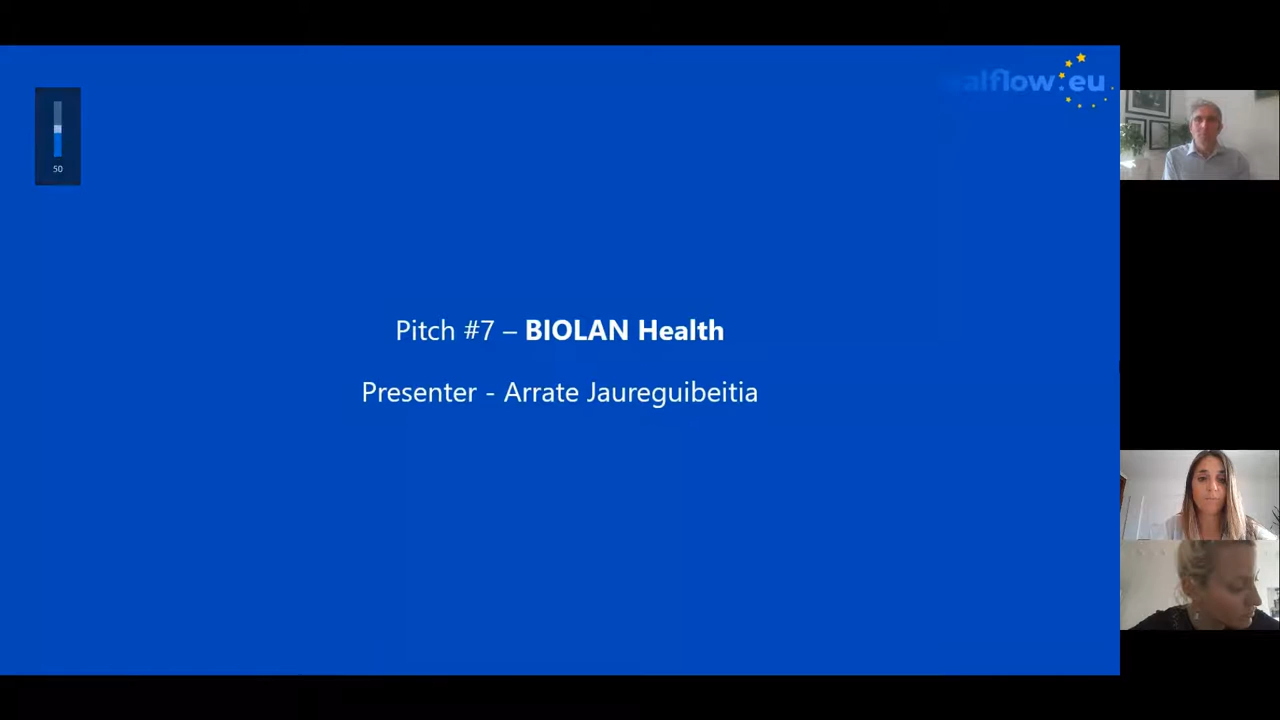 alflow.eu
50
Pitch #7 – BIOLAN Health
Presenter - Arrate Jaureguibeitia